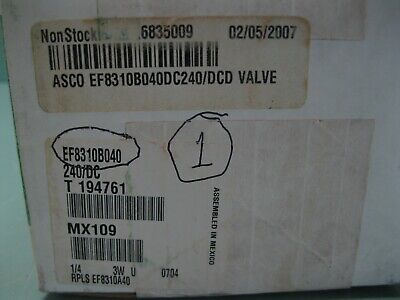 NonStock 6835009 02/05/2007
ASCO EF8310B040DC240/DCD VALVE
EF8310B040
240/DC
T 194761
MX109
1/4 3W U 0704
RPLS EF8310A40
ASSEMBLED IN MEXICO
1